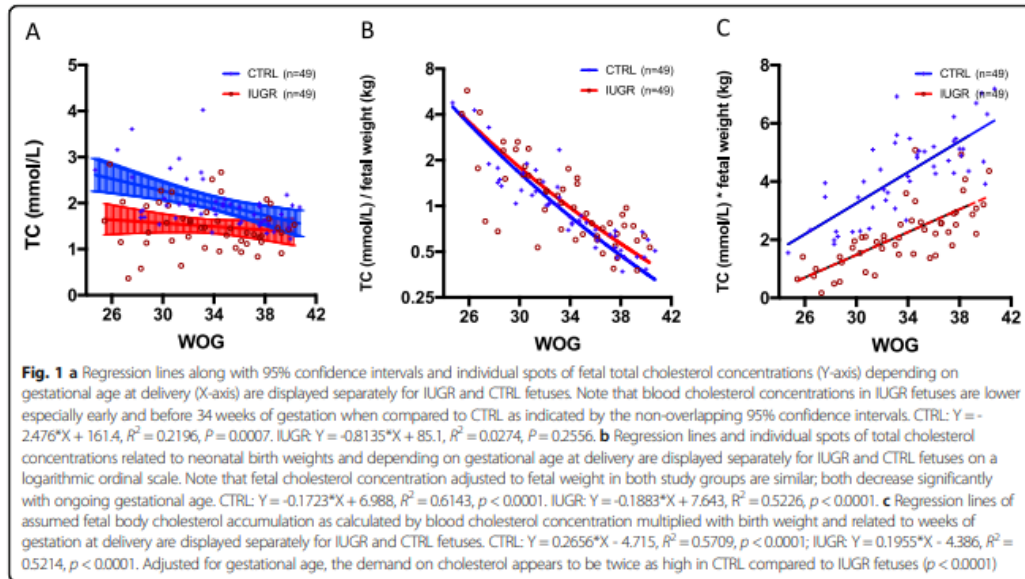 A
B
C
TC (mmol/L)
5
4
3
2
1
0
CTRL (n=49)
IUGR (n=49)
26 30 34 38 42
WOG
TC (mmol/L) / fetal weight (kg)
8
4
2
1
0.5
0.25
CTRL (n=49)
IUGR (n=49)
26 30 34 38 42
WOG
TC (mmol/L) * fetal weight (kg)
8
6
4
2
0
CTRL (n=49)
IUGR (n=49)
26 30 34 38 42
WOG
Fig. 1 a Regression lines along with 95% confidence intervals and individual spots of fetal total cholesterol concentrations (Y-axis) depending on
gestational age at delivery (X-axis) are displayed separately for IUGR and CTRL fetuses. Note that blood cholesterol concentrations in IUGR fetuses are lower
especially early and before 34 weeks of gestation when compared to CTRL as indicated by the non-overlapping 95% confidence intervals. CTRL: Y = -
2.476*X + 161.4, R² = 0.2196, P = 0.0007. IUGR: Y = -0.8135*X + 85.1, R² = 0.0274, P = 0.2556. b Regression lines and individual spots of total cholesterol
concentrations related to neonatal birth weights and depending on gestational age at delivery are displayed separately for IUGR and CTRL fetuses on a
logarithmic ordinal scale. Note that fetal cholesterol concentration adjusted to fetal weight in both study groups are similar; both decrease significantly
with ongoing gestational age. CTRL: Y = -0.1723*X + 6.988, R² = 0.6143, p < 0.0001. IUGR: Y = -0.1883*X + 7.643, R² = 0.5226, p < 0.0001. c Regression lines of
assumed fetal body cholesterol accumulation as calculated by blood cholesterol concentration multiplied with birth weight and related to weeks of
gestation at delivery are displayed separately for IUGR and CTRL fetuses. CTRL: Y = 0.2656*X - 4.715, R² = 0.5709, p < 0.0001; IUGR: Y = 0.1955*X - 4.386, R² =
0.5214, p < 0.0001. Adjusted for gestational age, the demand on cholesterol appears to be twice as high in CTRL compared to IUGR fetuses (p < 0.0001)